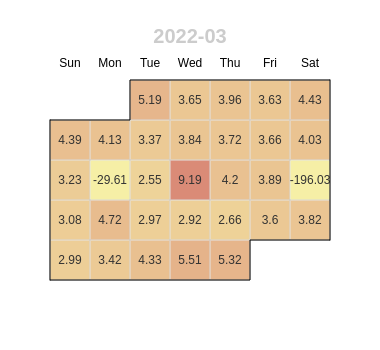 2022-03
Sun Mon Tue Wed Thu Fri Sat
5.19 3.65 3.96 3.63 4.43
4.39 4.13 3.37 3.84 3.72 3.66 4.03
3.23 -29.61 2.55 9.19 4.2 3.89 -196.03
3.08 4.72 2.97 2.92 2.66 3.6 3.82
2.99 3.42 4.33 5.51 5.32